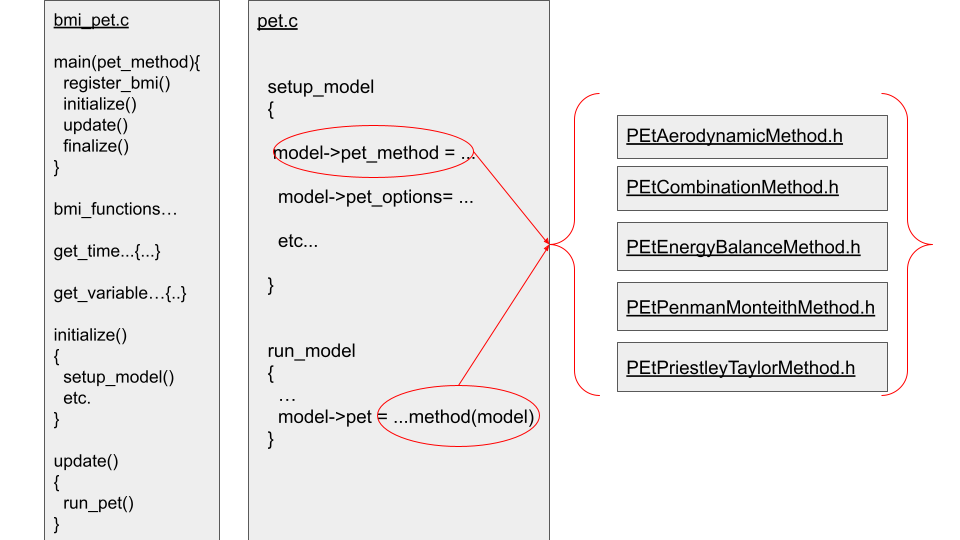 bmi_pet.c
main(pet_method){
register_bmi()
initialize()
update()
finalize()
}
bmi_functions…
get_time...{...}
get_variable…{..}
initialize()
{
setup_model()
etc.
}
update()
{
run_pet()
}
pet.c
setup_model
{
model->pet_method = ...
model->pet_options= ...
etc...
}
run_model
{
…
model->pet = ...method(model)
}
PEtAerodynamicMethod.h
PEtCombinationMethod.h
PEtEnergyBalanceMethod.h
PEtPenmanMonteithMethod.h
PEtPriestleyTaylorMethod.h